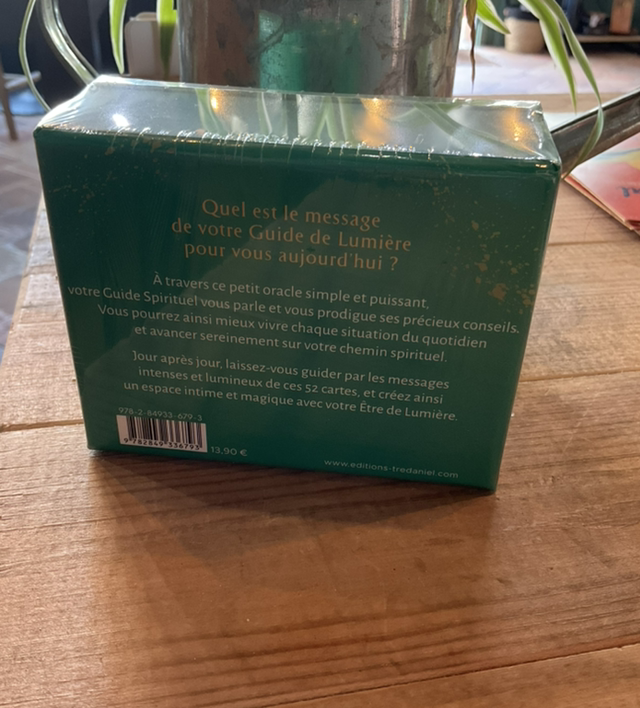 Quel est le message
de votre Guide de Lumière
pour vous aujourd'hui ?
À travers ce petit oracle simple et puissant,
votre Guide Spirituel vous parle et vous prodigue ses précieux conseils.
Vous pourrez ainsi mieux vivre chaque situation du quotidien
et avancer sereinement sur votre chemin spirituel.
Jour après jour, laissez-vous guider par les messages
intenses et lumineux de ces 52 cartes, et créez ainsi
un espace intime et magique avec votre Être de Lumière.
978-2-84933-679-3
9 782849 336793
13,90 €
www.editions-tredaniel.com